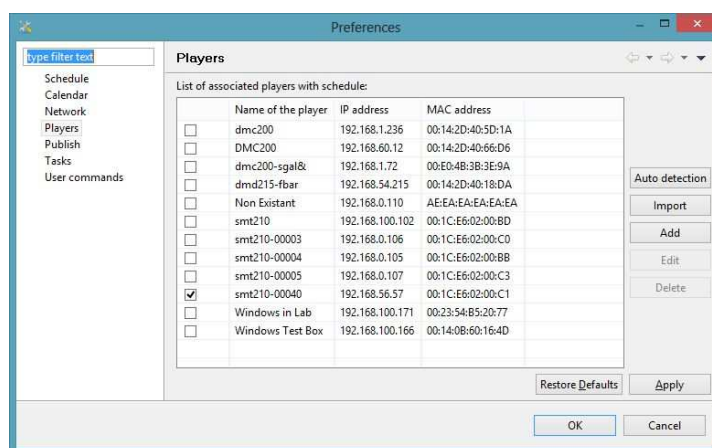 Preferences
type filter text
Schedule
Calendar
Network
Players
Publish
Tasks
User commands
Players
List of associated players with schedule:
Name of the player IP address MAC address
dmc200 192.168.1.236 00:14:2D:40:5D:1A
DMC200 192.168.60.12 00:14:2D:40:66:D6
dmc200-sgal& 192.168.1.72 00:E0:4B:3B:3E:9A
dmd215-fbar 192.168.54.215 00:14:2D:40:18:DA
Non Existant 192.168.0.110 AE:EA:EA:EA:EA:EA
smt210 192.168.100.102 00:1C:E6:02:00:BD
smt210-00003 192.168.0.106 00:1C:E6:02:00:C0
smt210-00004 192.168.0.105 00:1C:E6:02:00:BB
smt210-00005 192.168.0.107 00:1C:E6:02:00:C3
smt210-00040 192.168.56.57 00:1C:E6:02:00:C1
Windows in Lab 192.168.100.171 00:23:54:B5:20:77
Windows Test Box 192.168.100.166 00:14:0B:60:16:4D
Auto detection
Import
Add
Edit
Delete
Restore Defaults
Apply
OK
Cancel